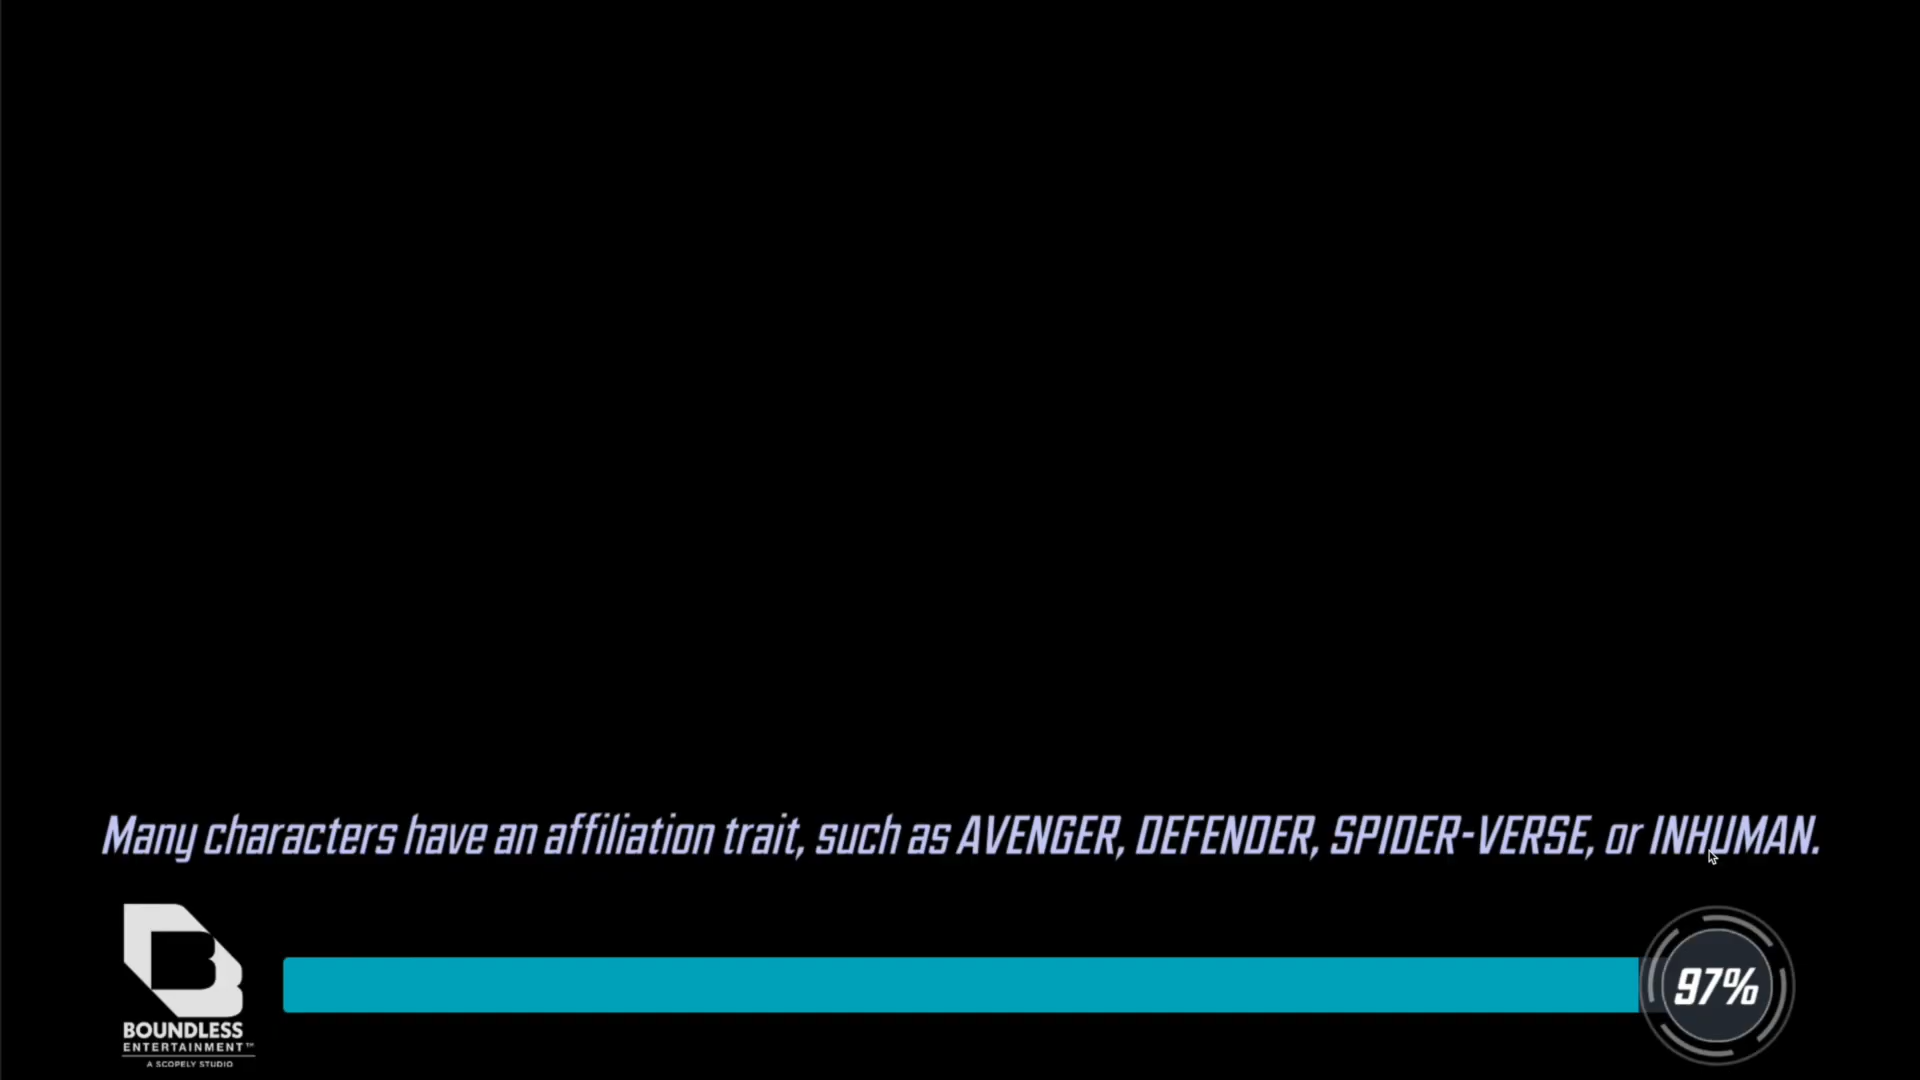 Many characters have an affiliation trait, such as AVENGER, DEFENDER, SPIDER-VERSE, or INHUMAN.
97%
BOUNDLESS
ENTERTAINMENT™
A SCOPELY STUDIO